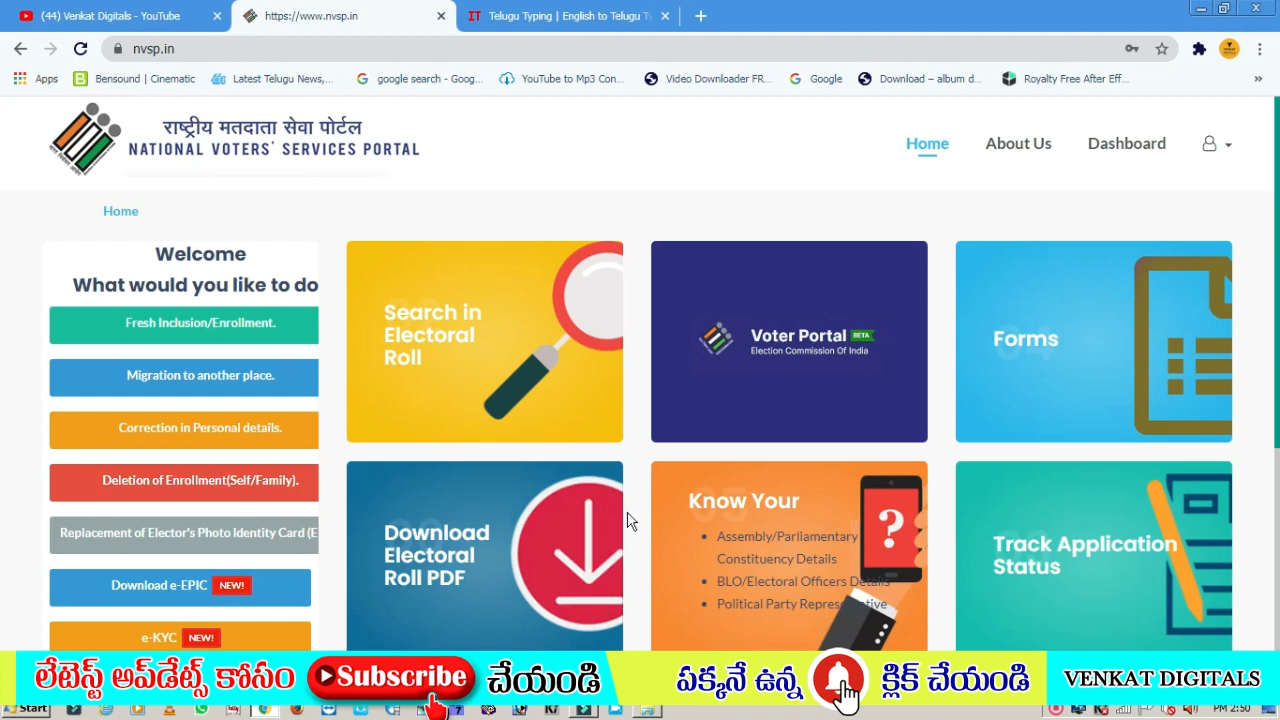 (44) Venkat Digitals - YouTube
https://www.nvsp.in
Telugu Typing | English to Telugu Ty
nvsp.in
Apps
Bensound | Cinematic
Latest Telugu News,...
google search - Goog...
YouTube to Mp3 Con...
Video Downloader FR...
Google
Download – album d...
Royalty Free After Eff...
राष्ट्रीय मतदाता सेवा पोर्टल
NATIONAL VOTERS' SERVICES PORTAL
Home
About Us
Dashboard
Home
Welcome
What would you like to do
Fresh Inclusion/Enrollment.
Migration to another place.
Correction in Personal details.
Deletion of Enrollment(Self/Family).
Replacement of Elector's Photo Identity Card (E
Download e-EPIC NEW!
e-KYC NEW!
Search in
Electoral
Roll
Voter Portal BETA
Election Commission Of India
Forms
Download
Electoral
Roll PDF
Know Your
Assembly/Parliamentary
Constituency Details
BLO/Electoral Officers Details
Political Party Representative
Track Application
Status
లేటెస్ట్ అప్‌డేట్స్ కోసం
Subscribe
చేయండి
పక్కనే ఉన్న
క్లిక్ చేయండి
VENKAT DIGITALS
Start
PM 2:50